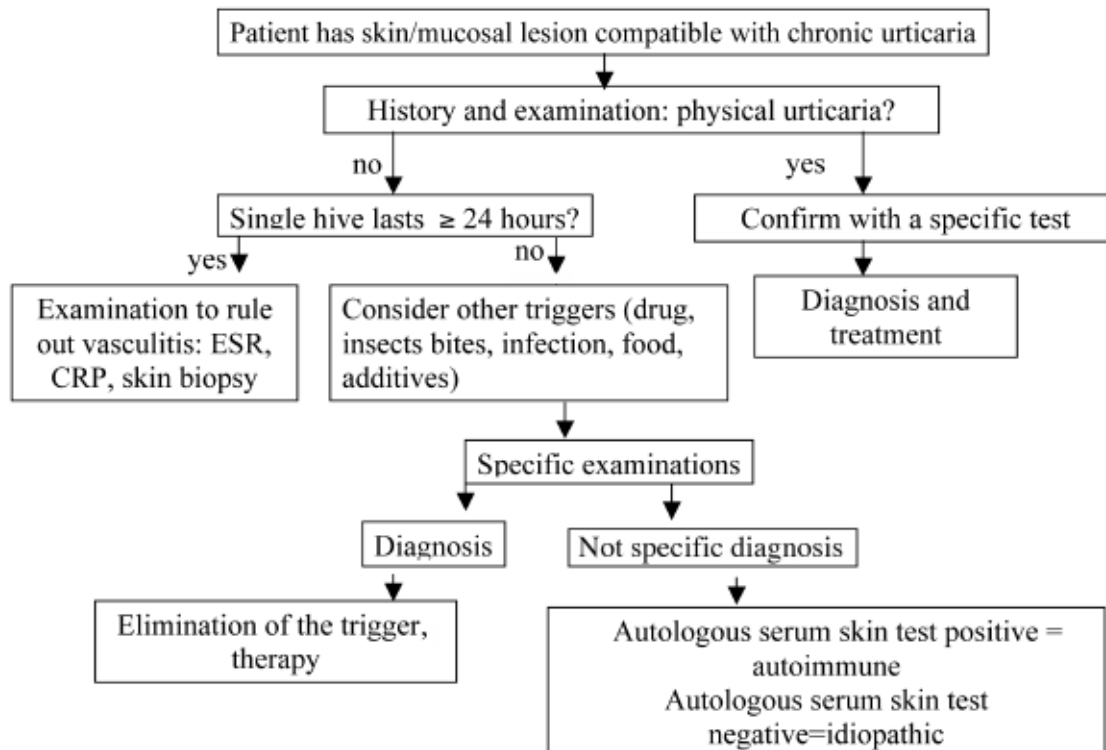 Patient has skin/mucosal lesion compatible with chronic urticaria
History and examination: physical urticaria?
no
yes
Single hive lasts ≥ 24 hours?
Confirm with a specific test
yes
no
Examination to rule
out vasculitis: ESR,
CRP, skin biopsy
Consider other triggers (drug,
insects bites, infection, food,
additives)
Diagnosis and
treatment
Specific examinations
Diagnosis
Not specific diagnosis
Elimination of the trigger,
therapy
Autologous serum skin test positive =
autoimmune
Autologous serum skin test
negative=idiopathic